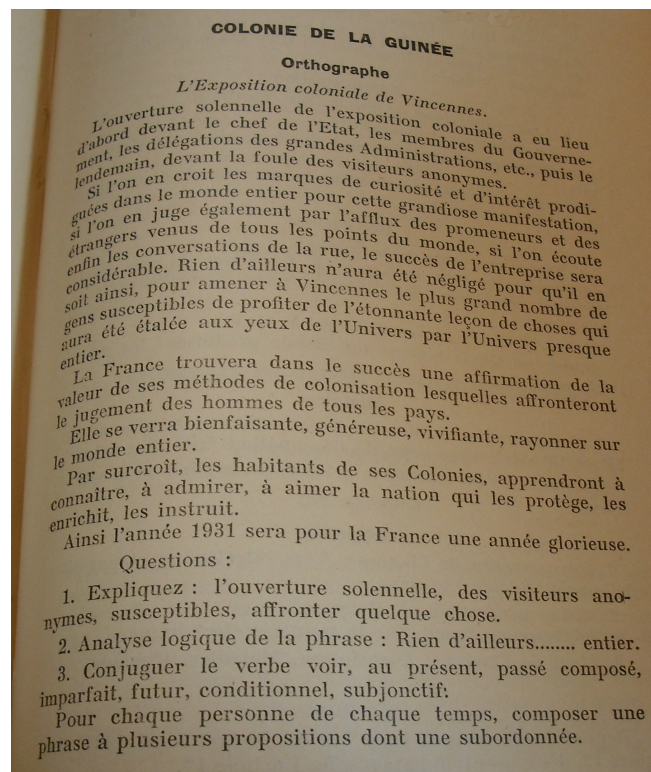 COLONIE DE LA GUINÉE
Orthographe
L'Exposition coloniale de Vincennes.
L'ouverture solennelle de l'exposition coloniale a eu lieu
d'abord devant le chef de l'Etat, les membres du Gouverne-
ment, les délégations des grandes Administrations, etc., puis le
lendemain, devant la foule des visiteurs anonymes.
Si l'on en croit les marques de curiosité et d'intérêt prodi-
guées dans le monde entier pour cette grandiose manifestation,
si l'on en juge également par l'afflux des promeneurs et des
étrangers venus de tous les points du monde, si l'on écoute
enfin les conversations de la rue, le succès de l'entreprise sera
considérable. Rien d'ailleurs n'aura été négligé pour qu'il en
soit ainsi, pour amener à Vincennes le plus grand nombre de
gens susceptibles de profiter de l'étonnante leçon de choses qui
aura été étalée aux yeux de l'Univers par l'Univers presque
entier.
La France trouvera dans le succès une affirmation de la
valeur de ses méthodes de colonisation lesquelles affronteront
le jugement des hommes de tous les pays.
Elle se verra bienfaisante, généreuse, vivifiante, rayonner sur
le monde entier.
Par surcroît, les habitants de ses Colonies, apprendront à
connaître, à admirer, à aimer la nation qui les protège, les
enrichit, les instruit.
Ainsi l'année 1931 sera pour la France une année glorieuse.
Questions :
1. Expliquez : l'ouverture solennelle, des visiteurs ano-
nymes, susceptibles, affronter quelque chose.
2. Analyse logique de la phrase : Rien d'ailleurs........ entier.
3. Conjuguer le verbe voir, au présent, passé composé,
imparfait, futur, conditionnel, subjonctif.
Pour chaque personne de chaque temps, composer une
phrase à plusieurs propositions dont une subordonnée.